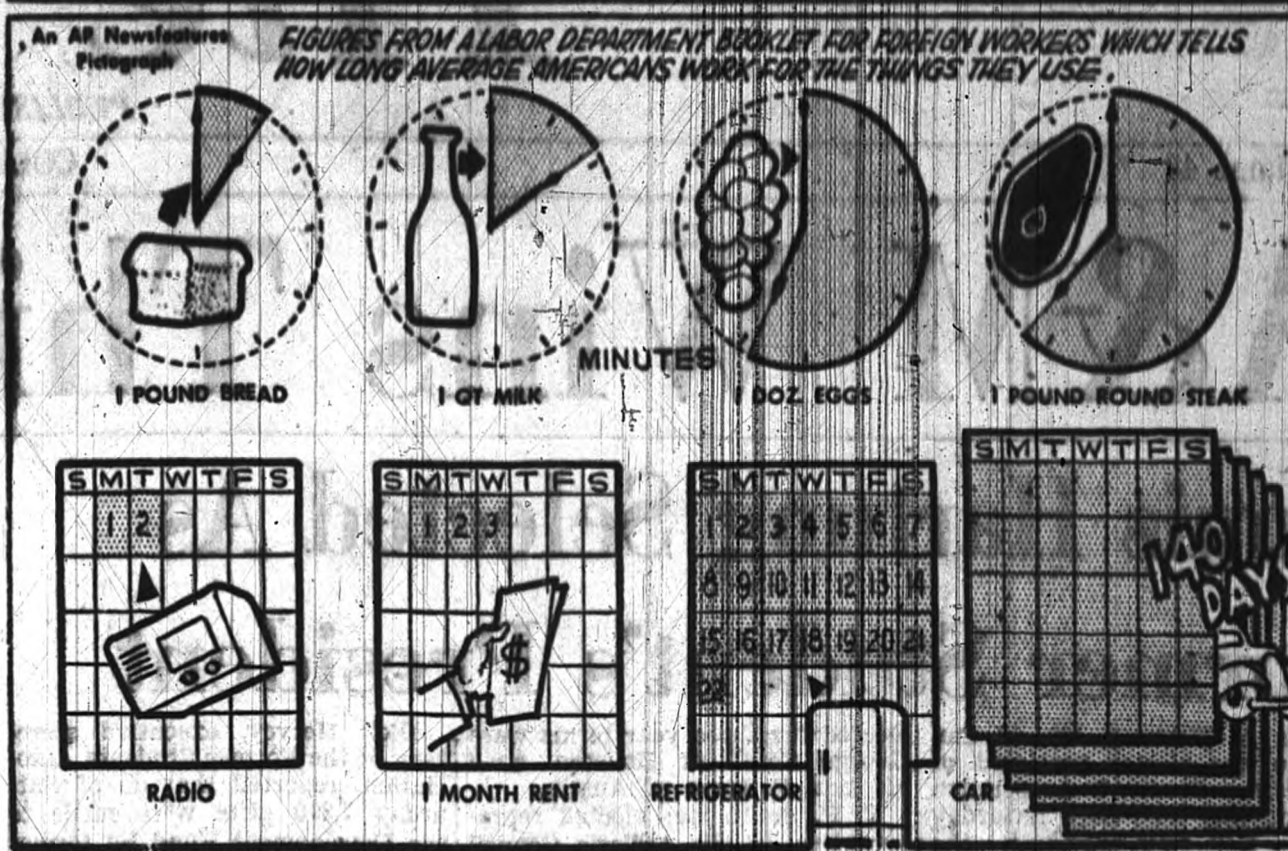 An AP Newsfeatures
Pictograph
FIGURES FROM A LABOR DEPARTMENT BOOKLET FOR FOREIGN WORKERS WHICH TELLS
HOW LONG AVERAGE AMERICANS WORK FOR THE THINGS THEY USE.
MINUTES
1 POUND BREAD
1 QT MILK
1 DOZ. EGGS
1 POUND ROUND STEAK
S M T W T F S
1 2
RADIO
S M T W T F S
1 2 3
$
1 MONTH RENT
S M T W T F S
1 2 3 4 5 6 7
8 9 10 11 12 13 14
15 16 17 18 19 20 21
22
REFRIGERATOR
S M T W T F S
140
DAYS
CAR